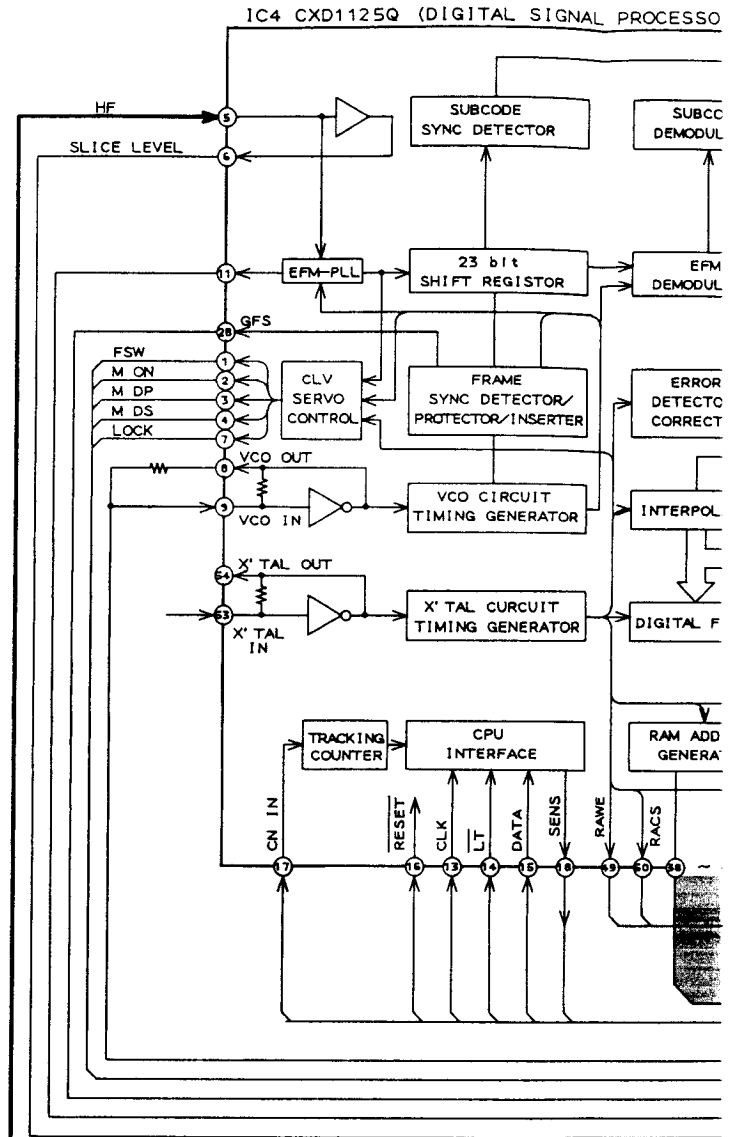 IC4 CXD1125Q (DIGITAL SIGNAL PROCESSO
HF
5
SUBCODE
SYNC DETECTOR
SUBCC
DEMODUL
SLICE LEVEL
6
11
EFM-PLL
23 bit
SHIFT REGISTOR
EFM
DEMODUL
28
GFS
FSW
1
M ON
2
M DP
3
M DS
4
LOCK
7
CLV
SERVO
CONTROL
FRAME
SYNC DETECTOR/
PROTECTOR/INSERTER
ERROR
DETECTO
CORRECT
8
VCO OUT
9
VCO IN
VCO CIRCUIT
TIMING GENERATOR
INTERPOL
54
X' TAL OUT
53
X' TAL
IN
X' TAL CURCUIT
TIMING GENERATOR
DIGITAL F
TRACKING
COUNTER
CPU
INTERFACE
RAM ADD
GENERAT
CN IN
RESET
CLK
LT
DATA
SENS
RAWE
RACS
17
16
13
14
15
18
49
50
38
~